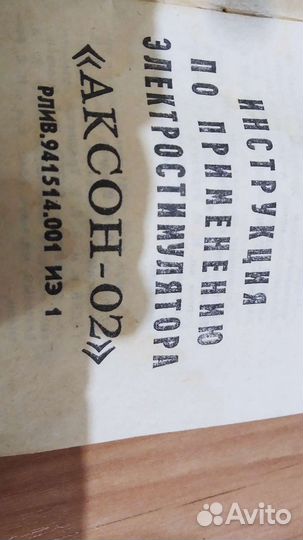 ИНСТРУКЦИЯ
ПО ПРИМЕНЕНИЮ
ЭЛЕКТРОСТИМУЛЯТОРА
«АКСОН-02»
РЛИВ.941514.001 ИЭ 1
Avito